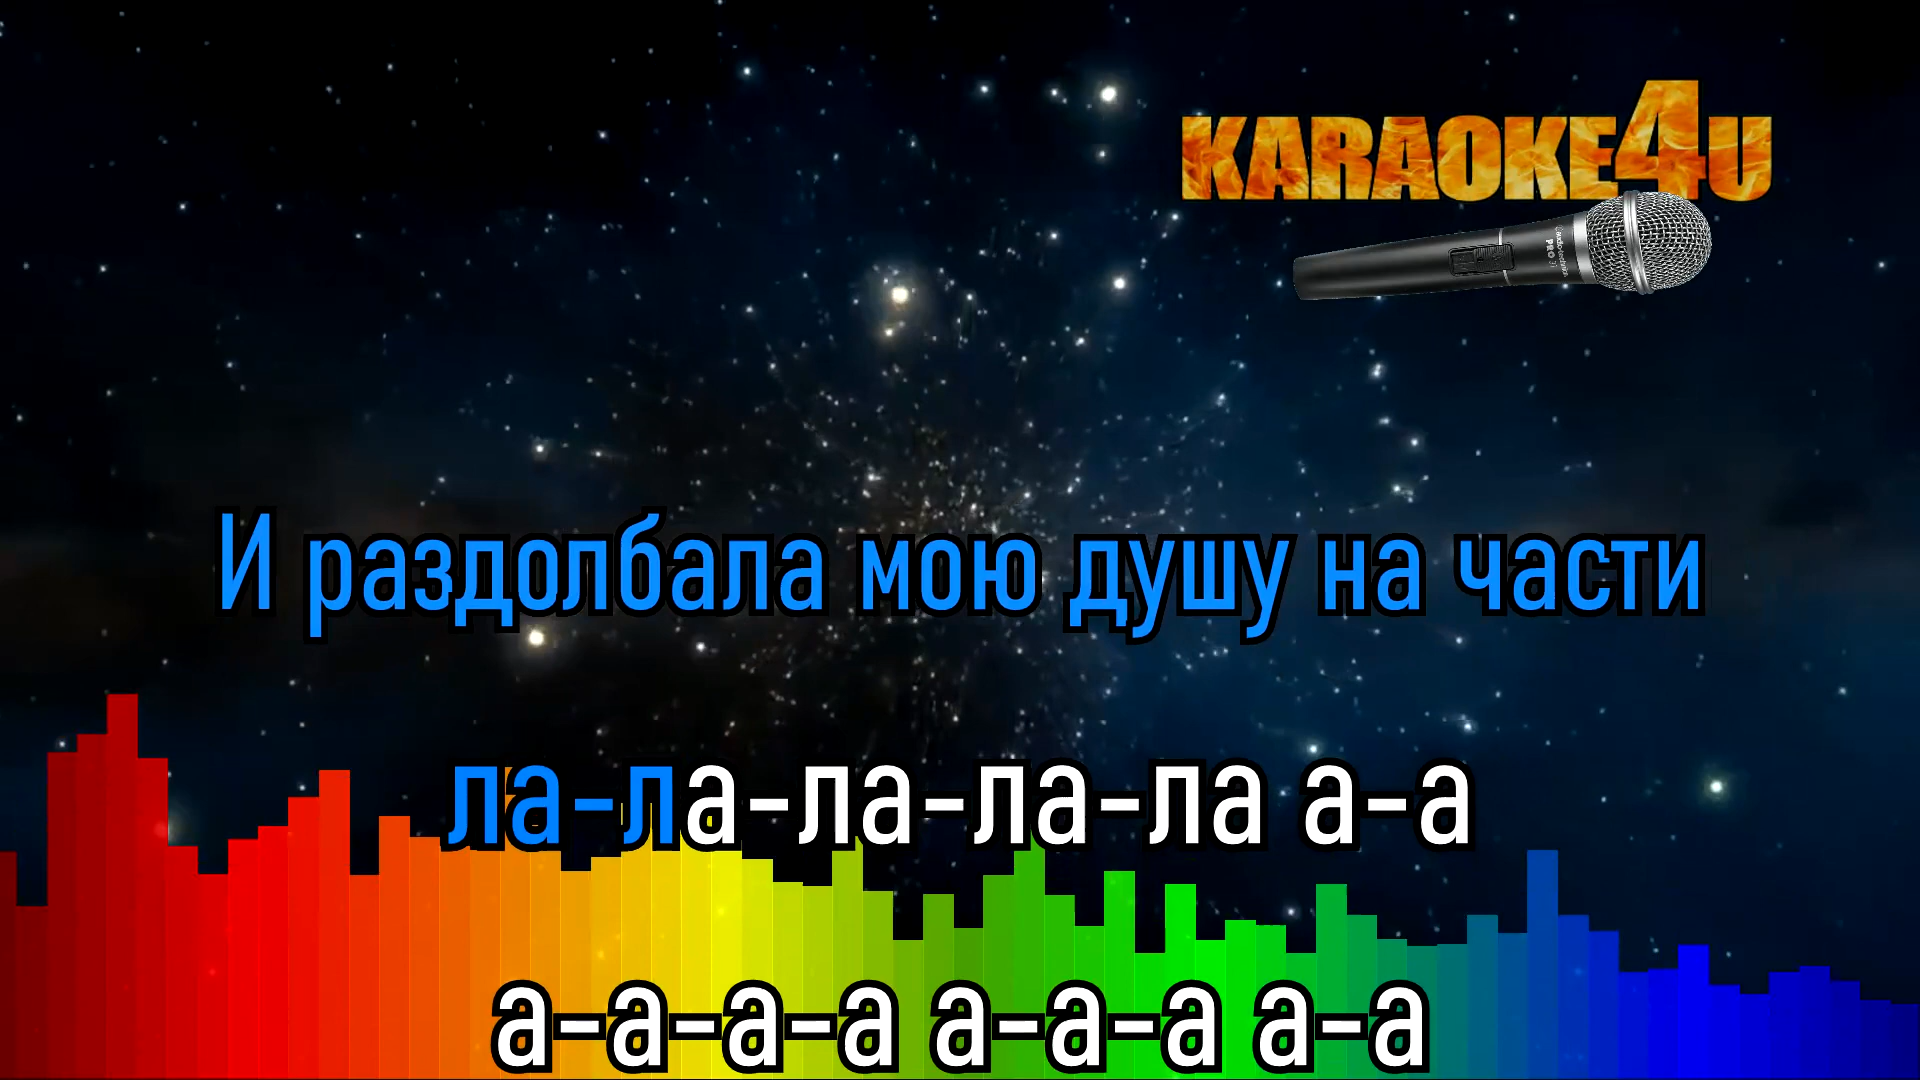 KARAOKE4U
И раздолбала мою душу на части
ла-ла-ла-ла-ла а-а
а-а-а-а а-а-а а-а